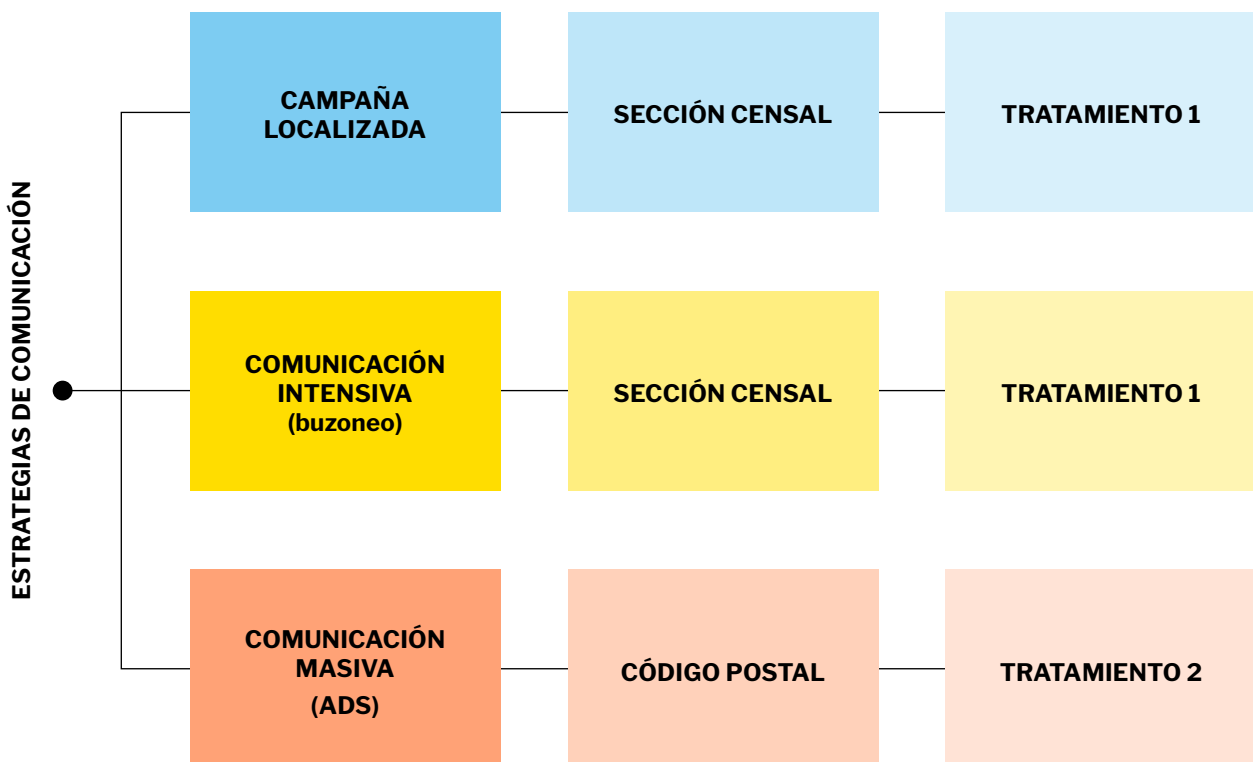 ESTRATEGIAS DE COMUNICACIÓN
CAMPAÑA
LOCALIZADA
SECCIÓN CENSAL
TRATAMIENTO 1
COMUNICACIÓN
INTENSIVA
(buzoneo)
SECCIÓN CENSAL
TRATAMIENTO 1
COMUNICACIÓN
MASIVA
(ADS)
CÓDIGO POSTAL
TRATAMIENTO 2